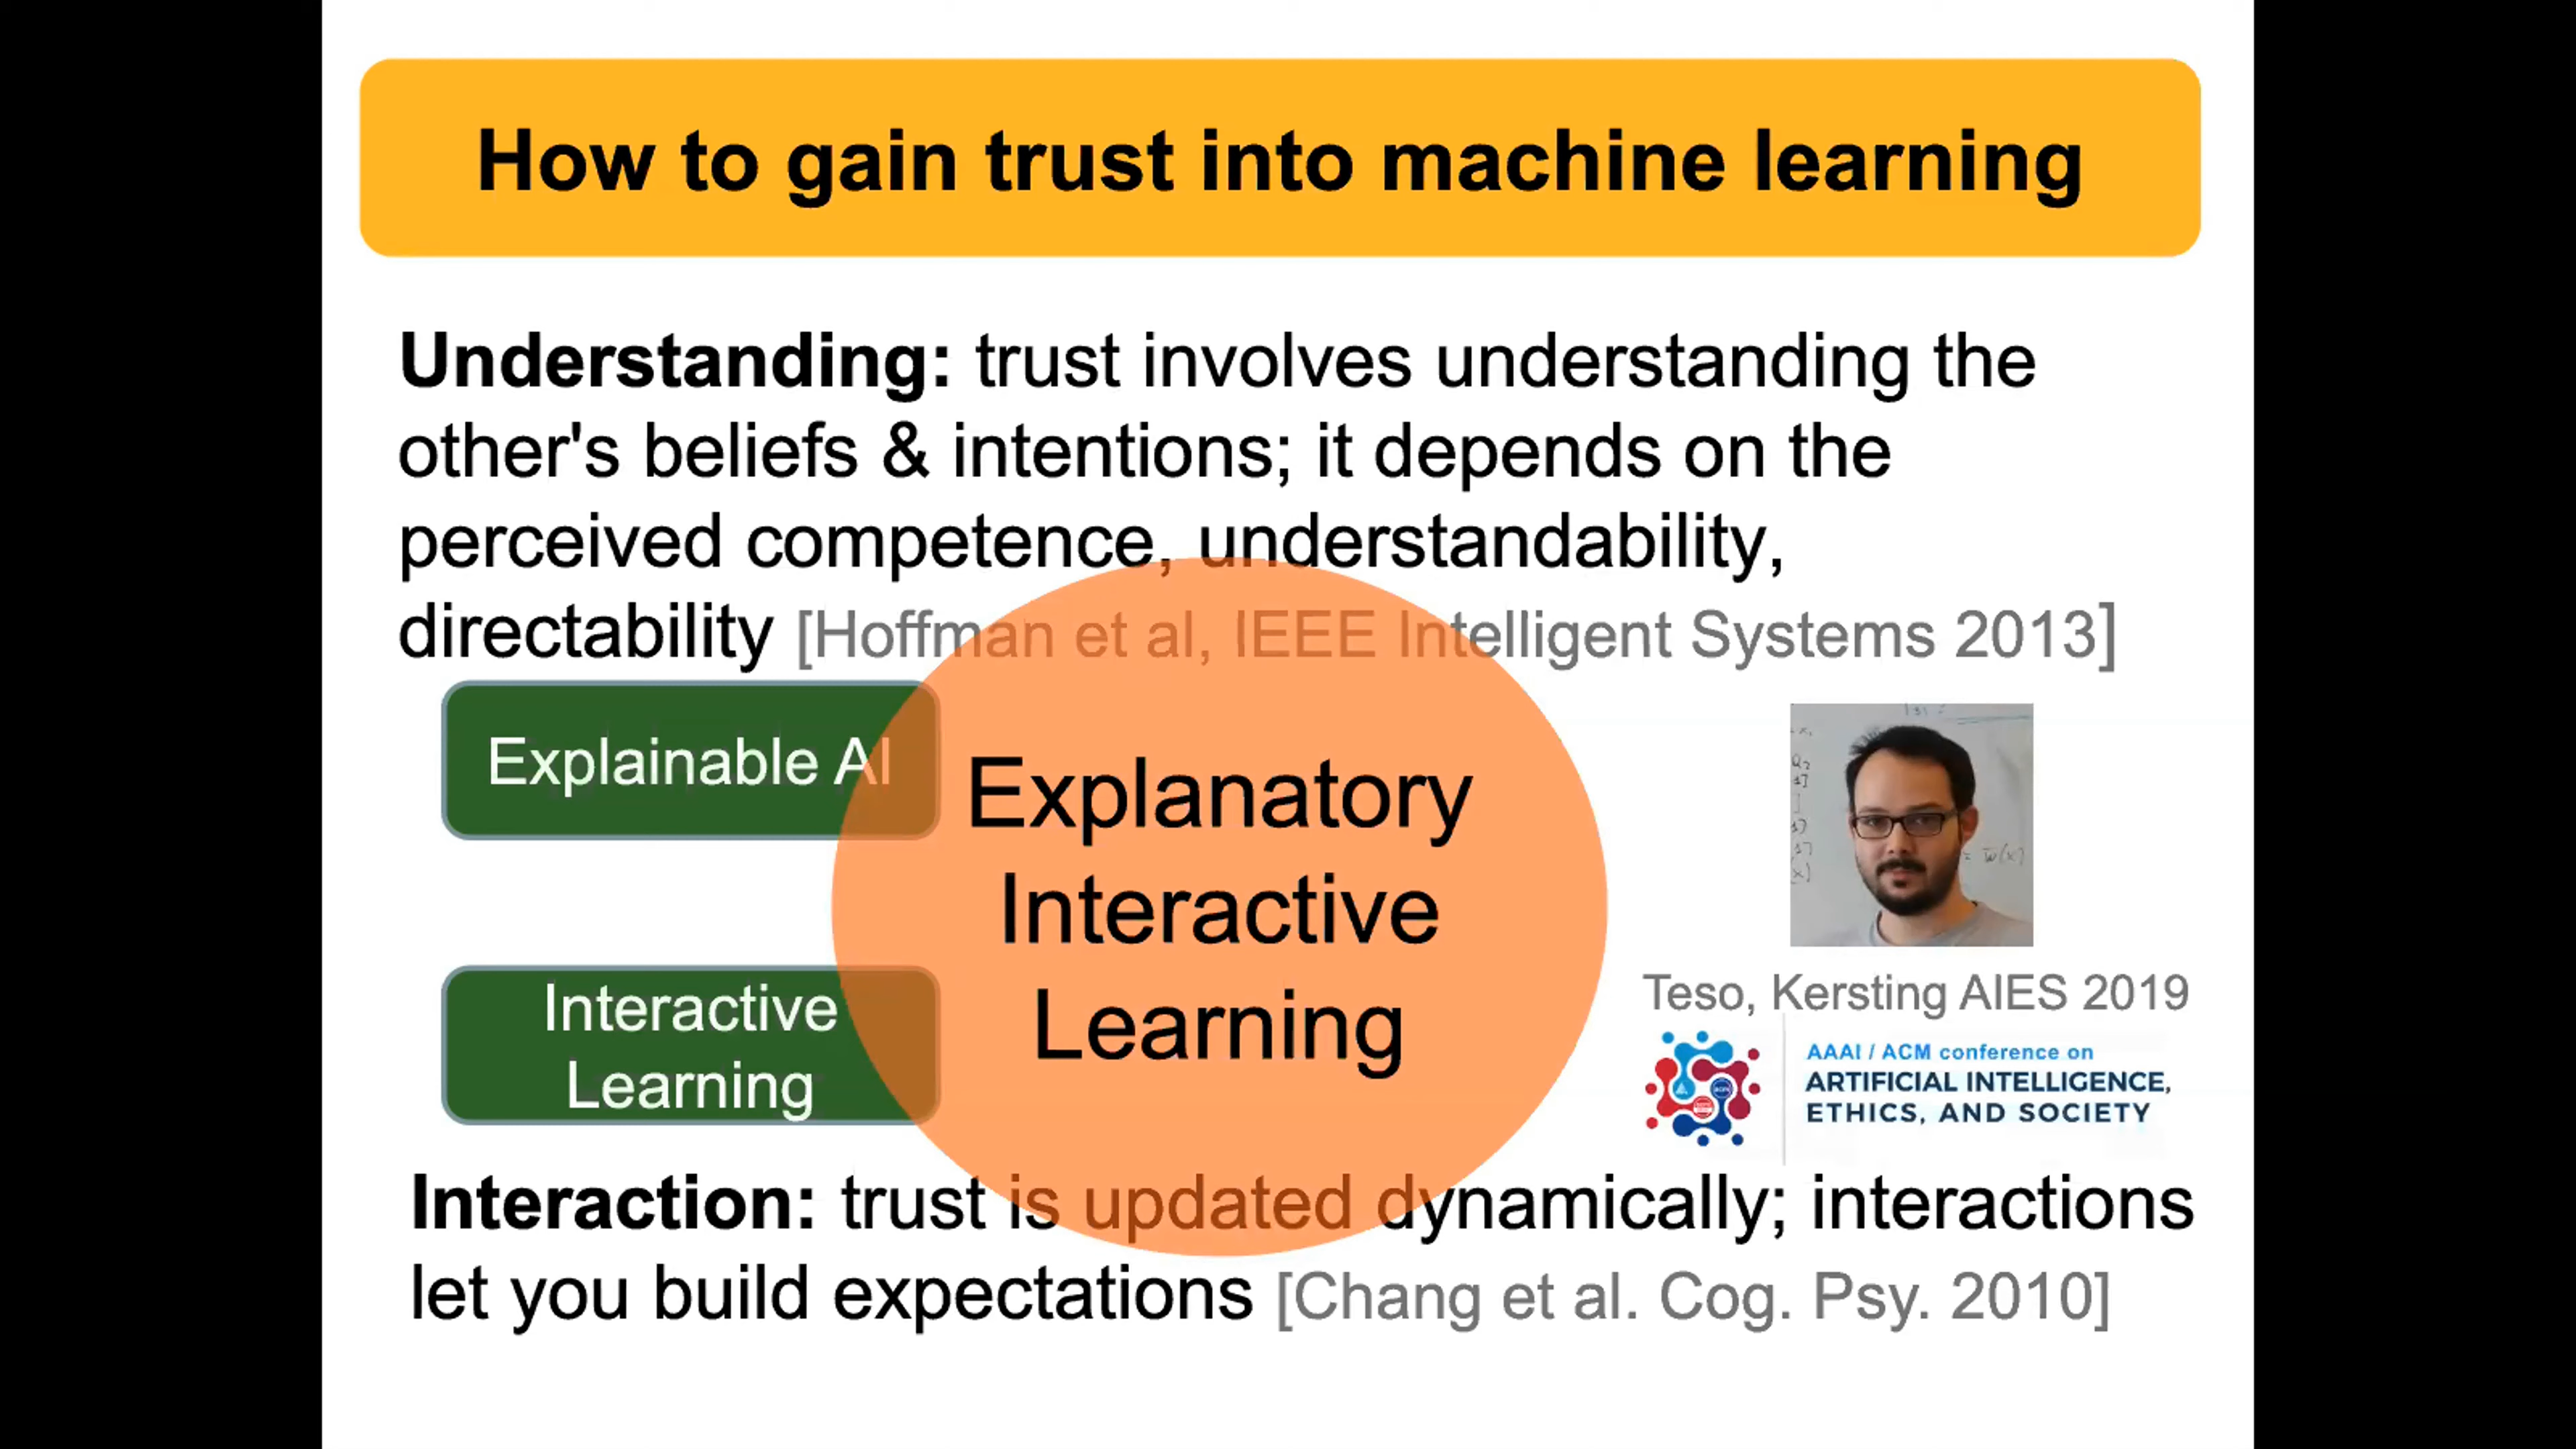 How to gain trust into machine learning
Understanding: trust involves understanding the
other's beliefs & intentions; it depends on the
perceived competence, understandability,
directability [Hoffman et al, IEEE Intelligent Systems 2013]
Explainable AI
Explanatory
Interactive
Learning
Interactive
Learning
Teso, Kersting AIES 2019
AAAI / ACM conference on
ARTIFICIAL INTELLIGENCE,
ETHICS, AND SOCIETY
Interaction: trust is updated dynamically; interactions
let you build expectations [Chang et al. Cog. Psy. 2010]